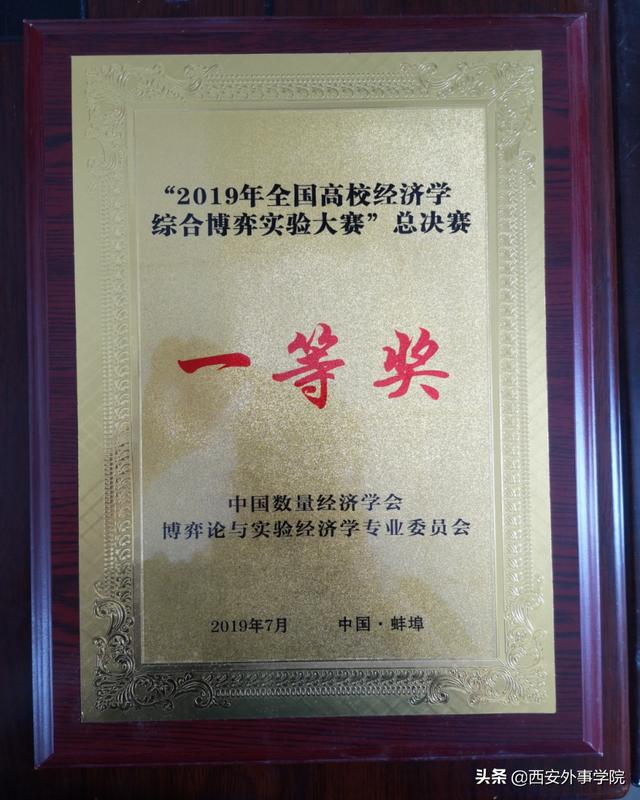 “2019年全国高校经济学
综合博弈实验大赛”总决赛
一等奖
中国数量经济学会
博弈论与实验经济学专业委员会
2019年7月 中国·蚌埠
头条@西安外事学院